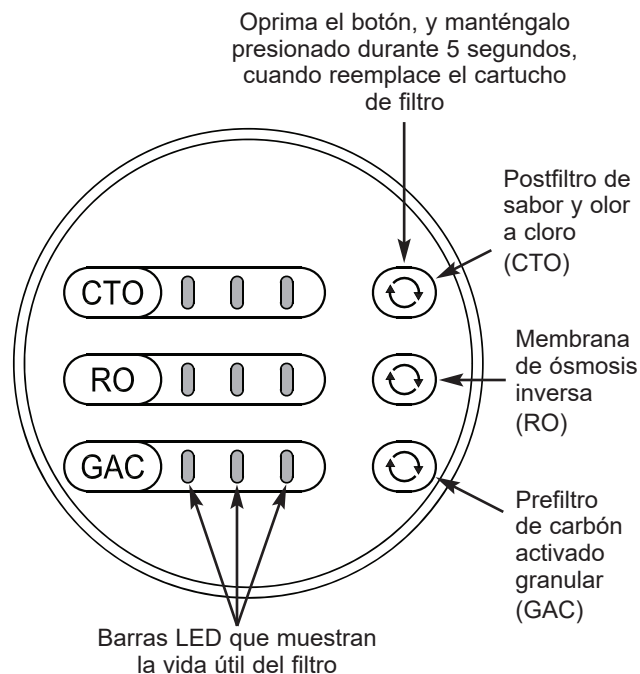 Oprima el botón, y manténgalo
presionado durante 5 segundos,
cuando reemplace el cartucho
de filtro
Postfiltro de
sabor y olor
a cloro
(CTO)
CTO
RO
Membrana
de ósmosis
inversa
(RO)
GAC
Prefiltro
de carbón
activado
granular
(GAC)
Barras LED que muestran
la vida útil del filtro